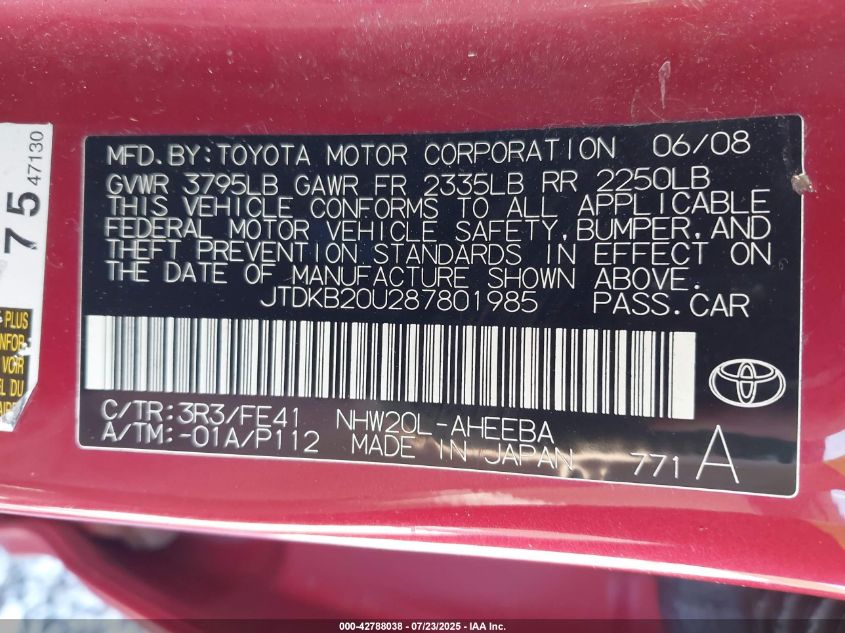 MFD.BY:TOYOTA MOTOR CORPORATION 06/08
GVWR 3795LB GAWR FR 2335LB RR 2250LB
THIS VEHICLE CONFORMS TO ALL APPLICABLE
FEDERAL MOTOR VEHICLE SAFETY,BUMPER,AND
THEFT PREVENTION STANDARDS IN EFFECT ON
THE DATE OF MANUFACTURE SHOWN ABOVE.
JTDKB20U287801985 PASS.CAR
C/TR:3R3/FE41 NHW20L-AHEEBA
A/TM:-01A/P112 MADE IN JAPAN 771 A
75
47130
PLUS
VOIR
000-42788038 - 07/23/2025 - IAA Inc.